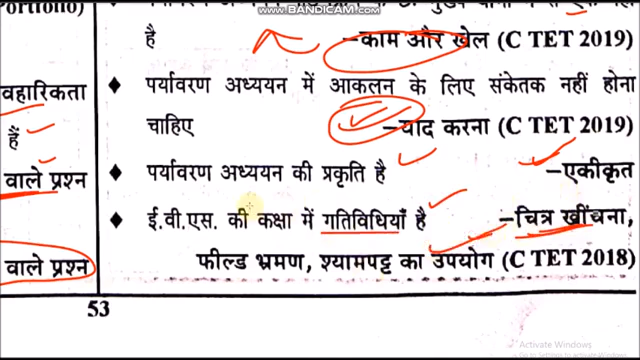 www.BANDICAM.com
है
–काम और खेल (C TET 2019)
वहारिकता
♦ पर्यावरण अध्ययन में आकलन के लिए संकेतक नहीं होना
हैं
चाहिए –याद करना (C TET 2019)
वाले प्रश्न
♦ पर्यावरण अध्ययन की प्रकृति है –एकीकृत
♦ ई.वी.एस. की कक्षा में गतिविधियाँ है –चित्र खींचना,
वाले प्रश्न
फील्ड भ्रमण, श्यामपट्ट का उपयोग (C TET 2018)
53
Activate Windows